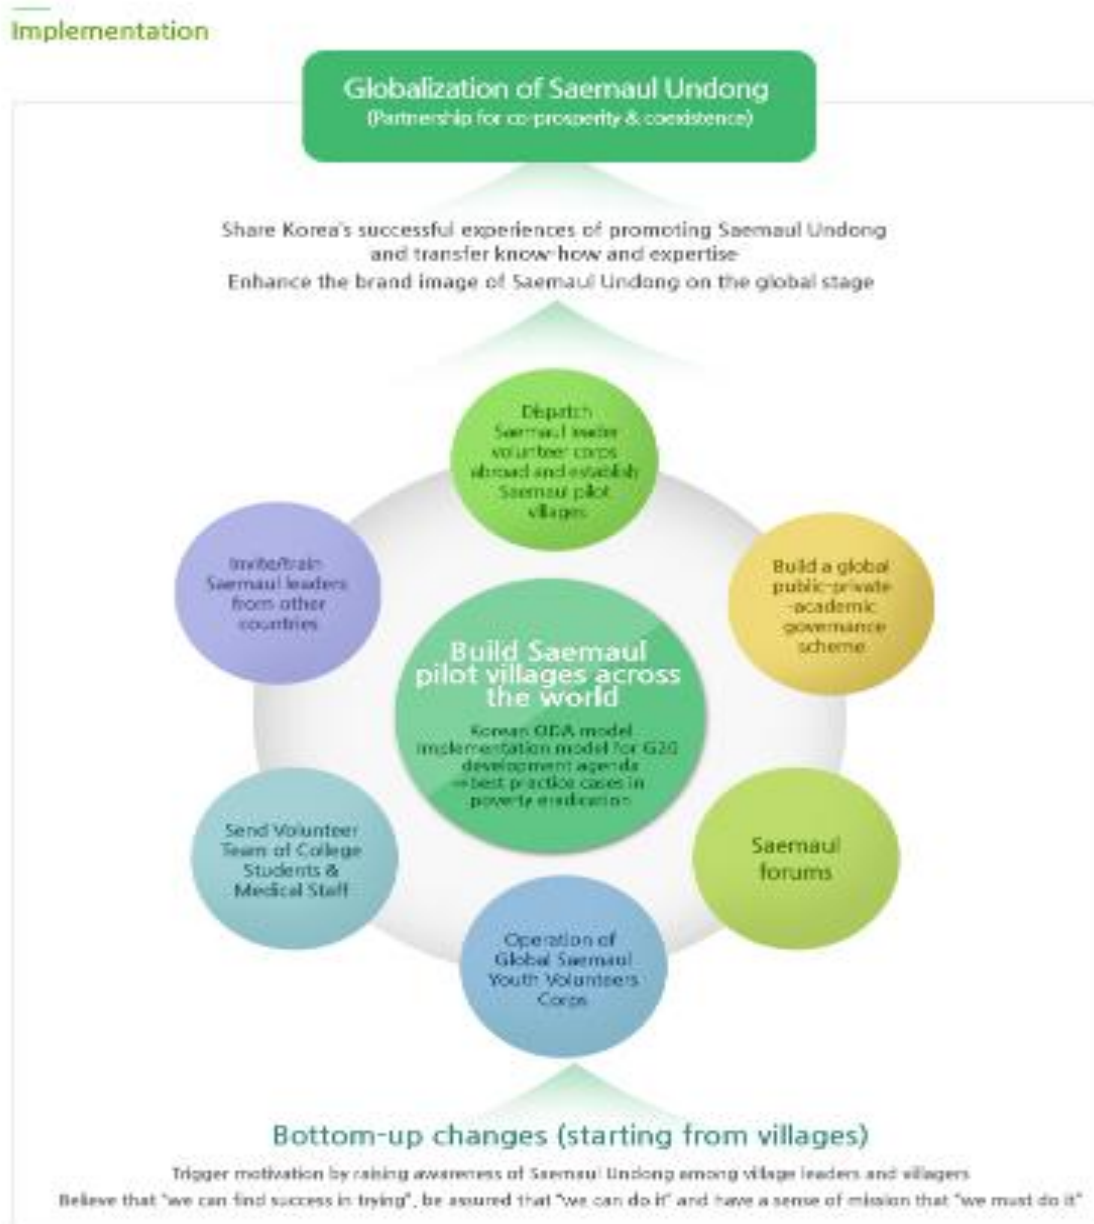 Implementation
Globalization of Saemaul Undong
(Partnership for co-prosperity & coexistence)
Share Korea's successful experiences of promoting Saemaul Undong
and transfer know-how and expertise
Enhance the brand image of Saemaul Undong on the global stage
Dispatch
Saemaul leader
volunteer corps
abroad and establish
Saemaul pilot
villages
Invite/train
Saemaul leaders
from other
countries
Build a global
public-private
-academic
governance
scheme
Build Saemaul
pilot villages across
the world
Korean ODA model
Implementation model for G20
development agenda
⇒best practice cases in
poverty eradication
Send Volunteer
Team of College
Students &
Medical Staff
Saemaul
forums
Operation of
Global Saemaul
Youth Volunteers
Corps
Bottom-up changes (starting from villages)
Trigger motivation by raising awareness of Saemaul Undong among village leaders and villagers
Believe that "we can find success in trying", be assured that "we can do it" and have a sense of mission that "we must do it"